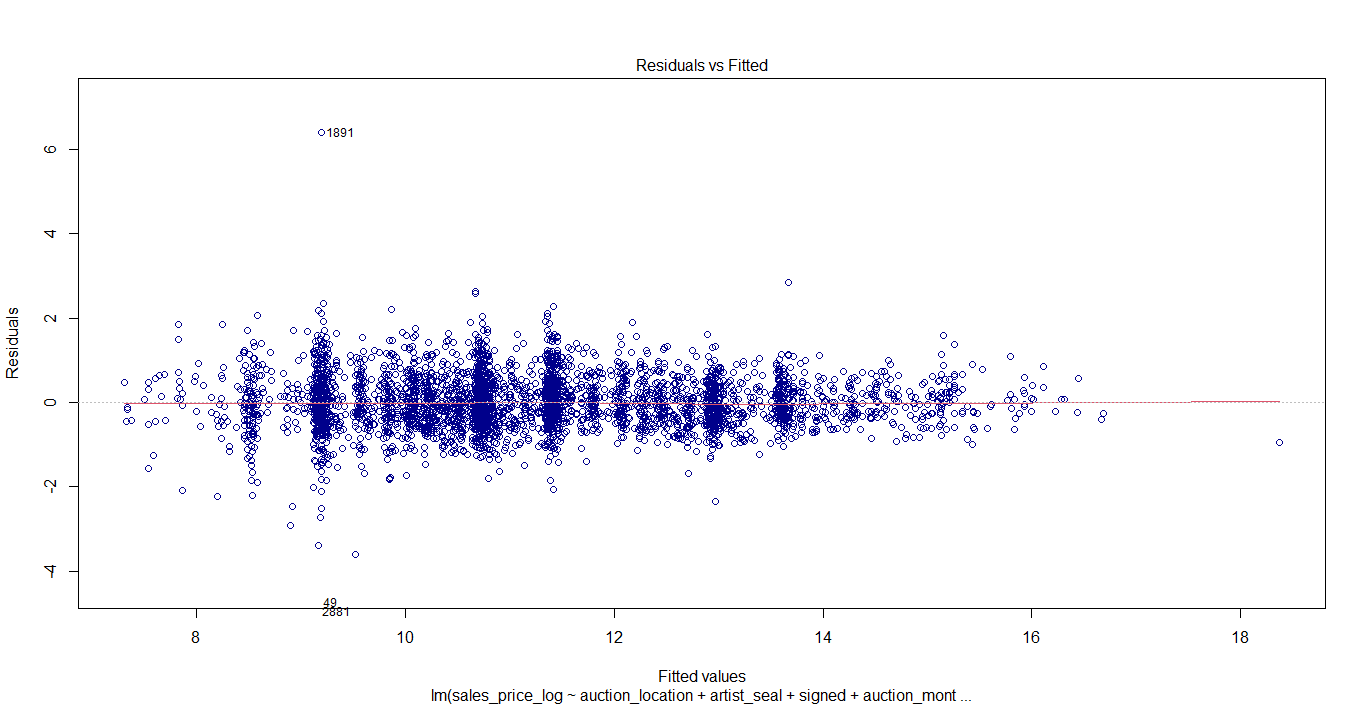 Residuals vs Fitted
1891
6
4
2
0
-2
-4
Residuals
49
2881
8 10 12 14 16 18
Fitted values
lm(sales_price_log ~ auction_location + artist_seal + signed + auction_mont ...